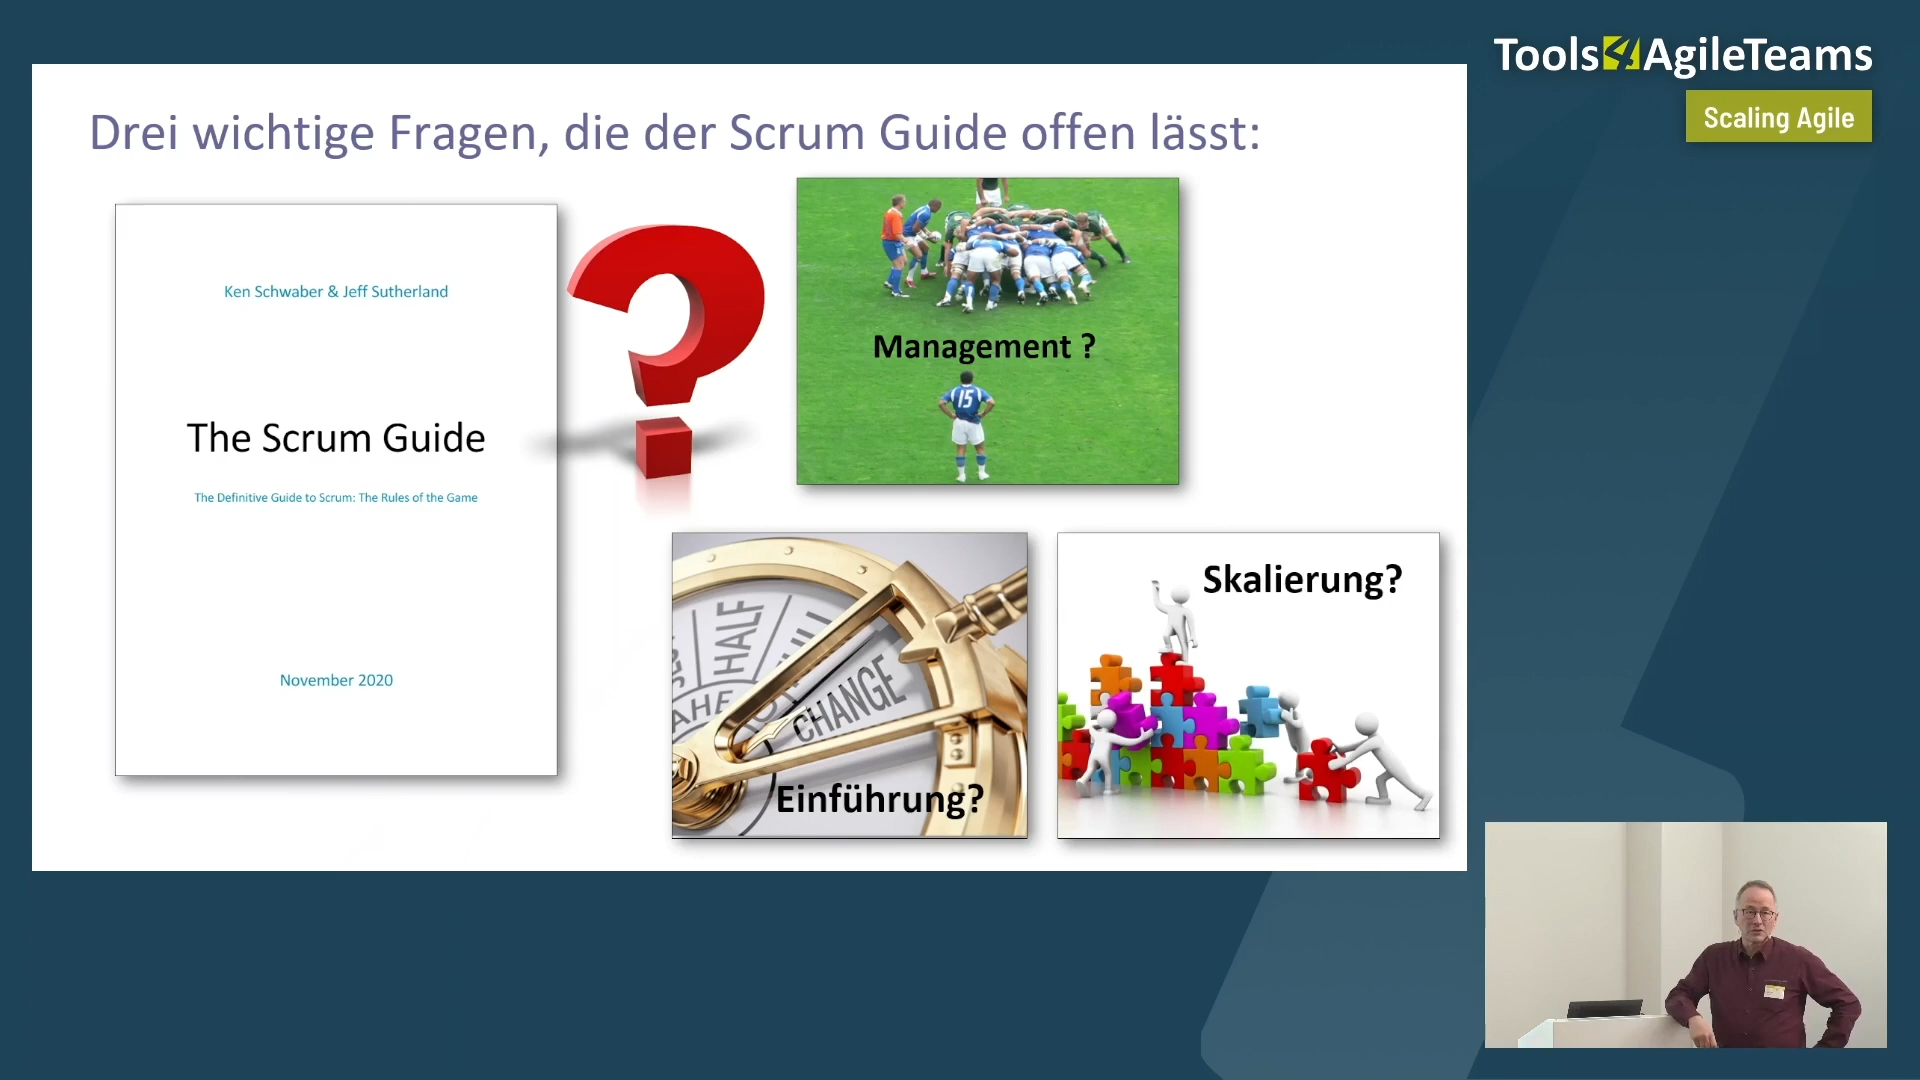 Tools4AgileTeams
Scaling Agile
Drei wichtige Fragen, die der Scrum Guide offen lässt:
Ken Schwaber & Jeff Sutherland
The Scrum Guide
The Definitive Guide to Scrum: The Rules of the Game
November 2020
Management ?
15
HALF
CHANGE
Einführung?
Skalierung?